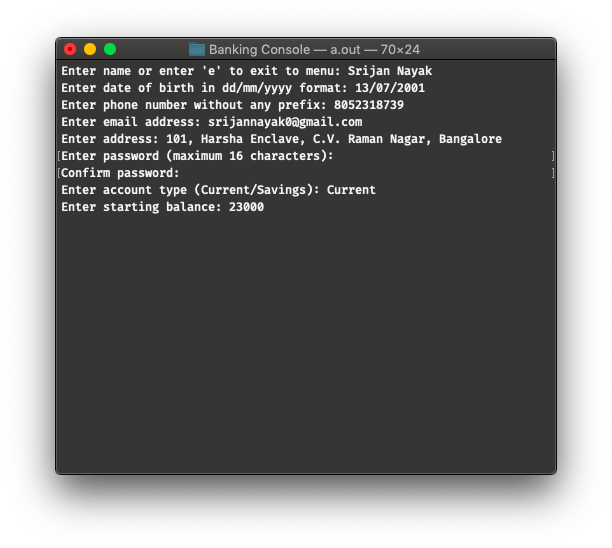 Banking Console — a.out — 70×24
Enter name or enter 'e' to exit to menu: Srijan Nayak
Enter date of birth in dd/mm/yyyy format: 13/07/2001
Enter phone number without any prefix: 8052318739
Enter email address: srijannayak0@gmail.com
Enter address: 101, Harsha Enclave, C.V. Raman Nagar, Bangalore
[Enter password (maximum 16 characters): ]
[Confirm password: ]
Enter account type (Current/Savings): Current
Enter starting balance: 23000